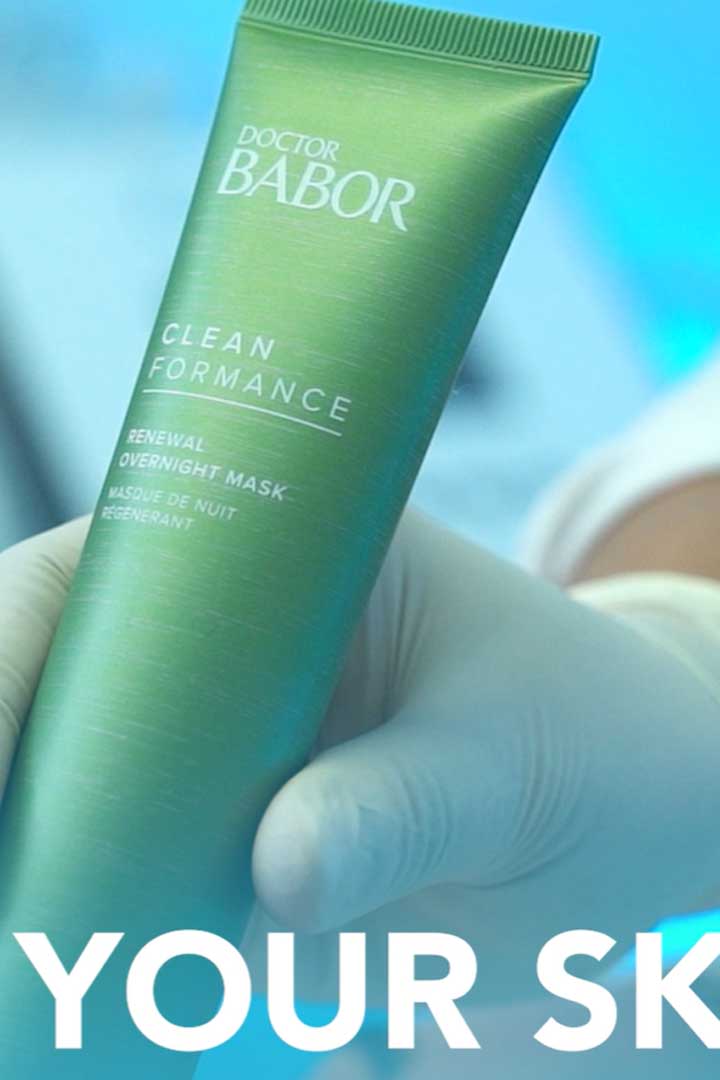 DOCTOR
BABOR
CLEAN
FORMANCE
RENEWAL
OVERNIGHT MASK
MASQUE DE NUIT
RÉGÉNÉRANT
YOUR SK